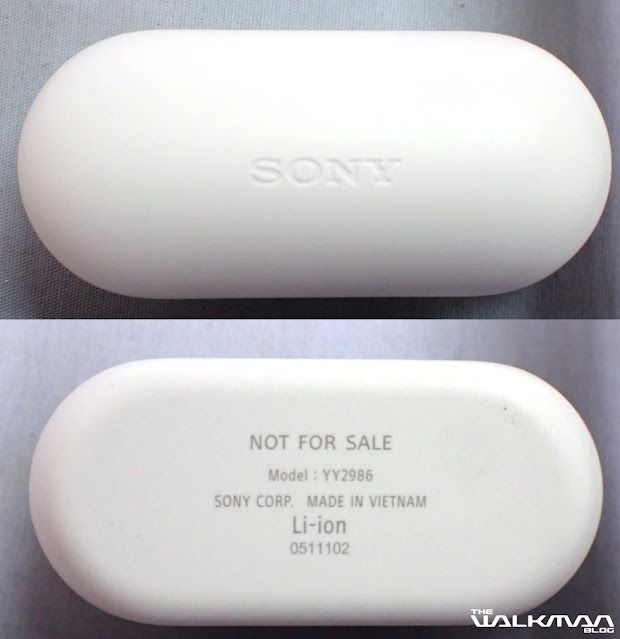 SONY
NOT FOR SALE
Model : YY2986
SONY CORP. MADE IN VIETNAM
Li-ion
0511102
THE
WALKMAN
BLOG